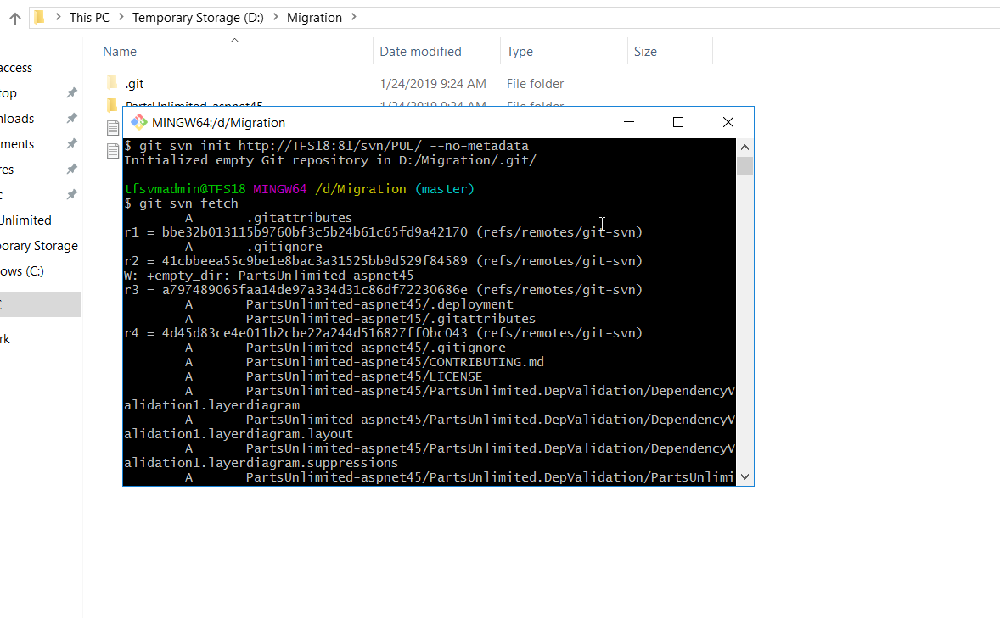 This PC > Temporary Storage (D:) > Migration >
Name Date modified Type Size
access
.git 1/24/2019 9:24 AM File folder
top
PartsUnlimited-aspnet45 1/24/2019 9:24 AM File folder
nloads
ments
res
c
Unlimited
orary Storage
ows (C:)
C
rk
MINGW64:/d/Migration
$ git svn init http://TFS18:81/svn/PUL/ --no-metadata
Initialized empty Git repository in D:/Migration/.git/
tfsvmadmin@TFS18 MINGW64 /d/Migration (master)
$ git svn fetch
A .gitattributes
r1 = bbe32b013115b9760bf3c5b24b61c65fd9a42170 (refs/remotes/git-svn)
A .gitignore
r2 = 41cbbeea55c9be1e8bac3a31525bb9d529f84589 (refs/remotes/git-svn)
W: +empty_dir: PartsUnlimited-aspnet45
r3 = a797489065faa14de97a334d31c86df72230686e (refs/remotes/git-svn)
A PartsUnlimited-aspnet45/.deployment
A PartsUnlimited-aspnet45/.gitattributes
r4 = 4d45d83ce4e011b2cbe22a244d516827ff0bc043 (refs/remotes/git-svn)
A PartsUnlimited-aspnet45/.gitignore
A PartsUnlimited-aspnet45/CONTRIBUTING.md
A PartsUnlimited-aspnet45/LICENSE
A PartsUnlimited-aspnet45/PartsUnlimited.DepValidation/DependencyV
alidation1.layerdiagram
A PartsUnlimited-aspnet45/PartsUnlimited.DepValidation/DependencyV
alidation1.layerdiagram.layout
A PartsUnlimited-aspnet45/PartsUnlimited.DepValidation/DependencyV
alidation1.layerdiagram.suppressions
A PartsUnlimited-aspnet45/PartsUnlimited.DepValidation/PartsUnlimi